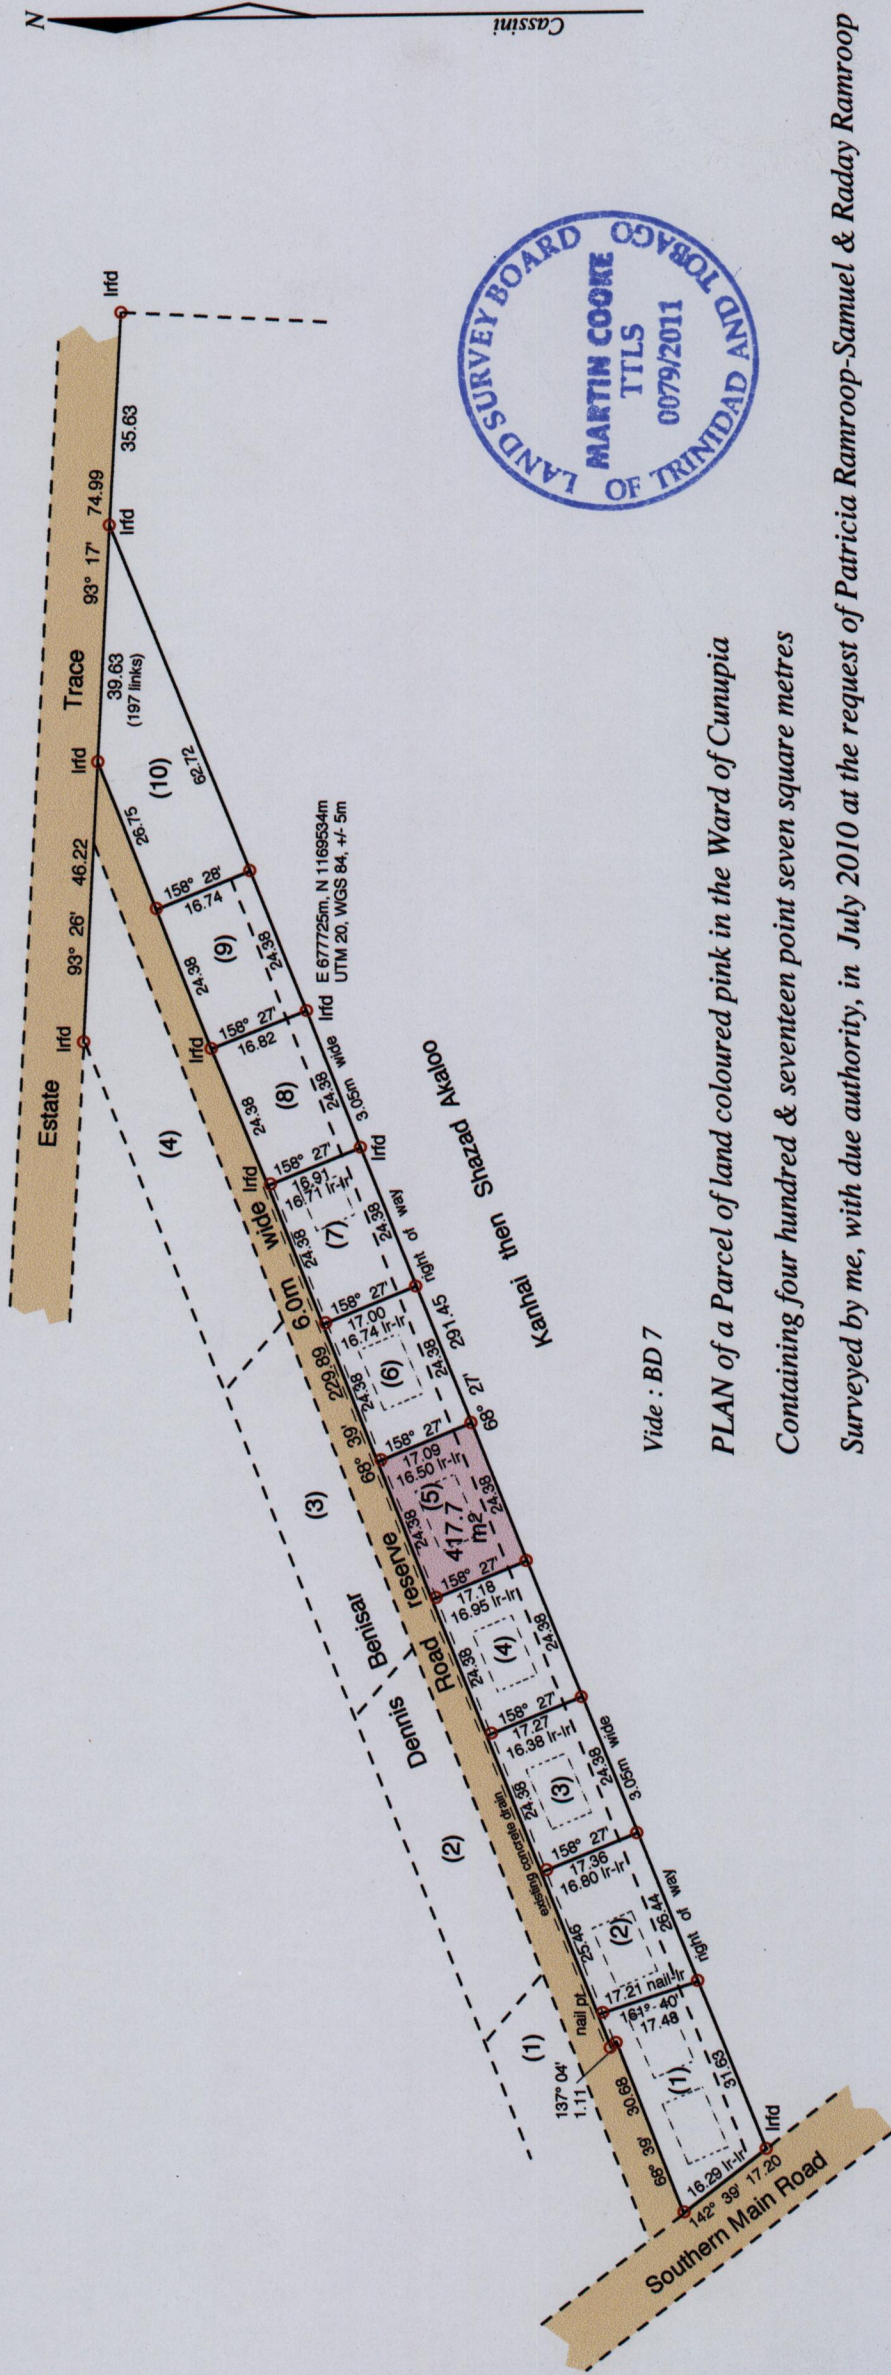 N
Cassini
Estate Trace
Irfd
93° 26' 46.22
Irfd
39.63
(197 links)
93° 17' 74.99
Irfd
35.63
Irfd
(4)
(3)
(2)
(1)
Dennis Benisar
Road reserve 6.0m wide
68° 39' 229.89
existing concrete drain
26.75
(10)
62.72
158° 28'
16.74
24.38
(9)
24.38
Irfd
158° 27'
16.82
Irfd
E 677725m, N 1169534m
UTM 20, WGS 84, +/- 5m
24.38
(8)
24.38
3.05m wide
Irfd
158° 27'
16.91
16.71 Ir-Ir
Irfd
24.38
(7)
24.38
right of way
158° 27'
17.00
16.74 Ir-Ir
24.38
(6)
24.38
68° 27' 291.45
Kanhai then Shazad Akaloo
158° 27'
17.09
16.50 Ir-Ir
24.38
(5)
417.7
m2
24.38
158° 27'
17.18
16.95 Ir-Ir
24.38
(4)
24.38
158° 27'
17.27
16.38 Ir-Ir
24.38
(3)
24.38
3.05m wide
158° 27'
17.36
16.80 Ir-Ir
25.46
(2)
26.44
right of way
nail pt.
17.21 nail-Ir
161° 40'
17.48
137° 04'
1.11
68° 39' 30.68
(1)
31.63
16.29 Ir-Ir
142° 39' 17.20
Irfd
Southern Main Road
LAND SURVEY BOARD
OF TRINIDAD AND TOBAGO
MARTIN COOKE
TTLS
0079/2011
Vide : BD 7
PLAN of a Parcel of land coloured pink in the Ward of Cunupia
Containing four hundred & seventeen point seven square metres
Surveyed by me, with due authority, in July 2010 at the request of Patricia Ramroop-Samuel & Raday Ramroop